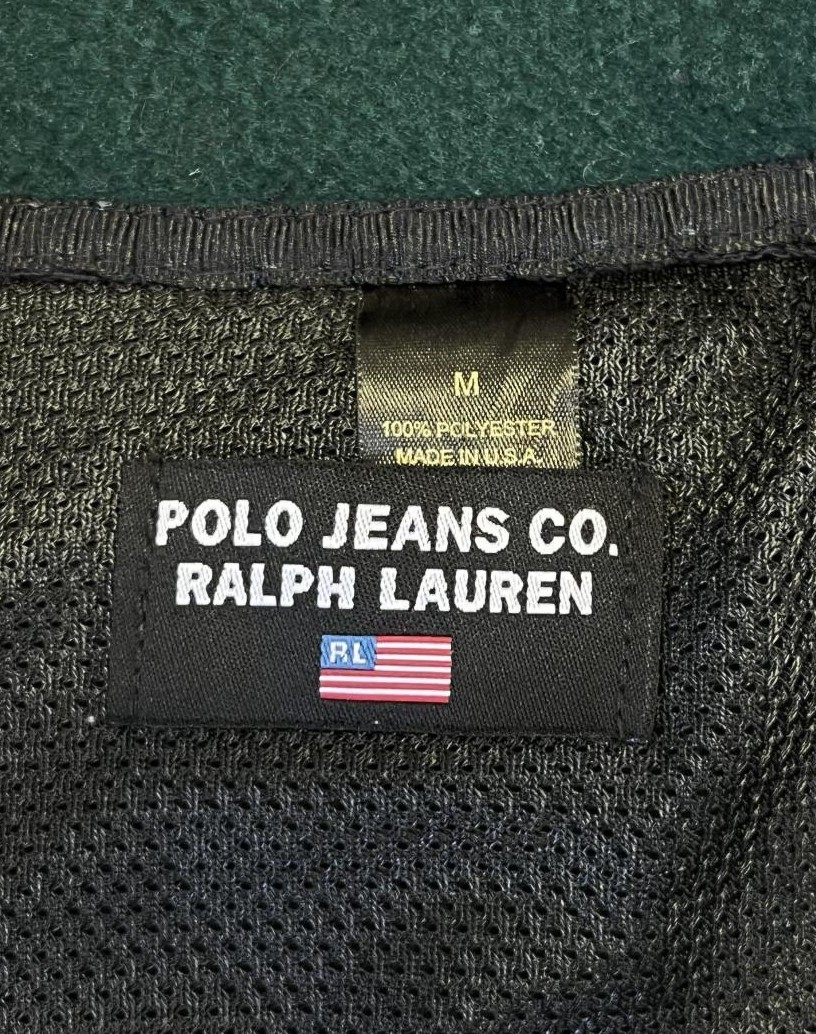 M
100% POLYESTER
MADE IN U.S.A.
POLO JEANS CO.
RALPH LAUREN
RL